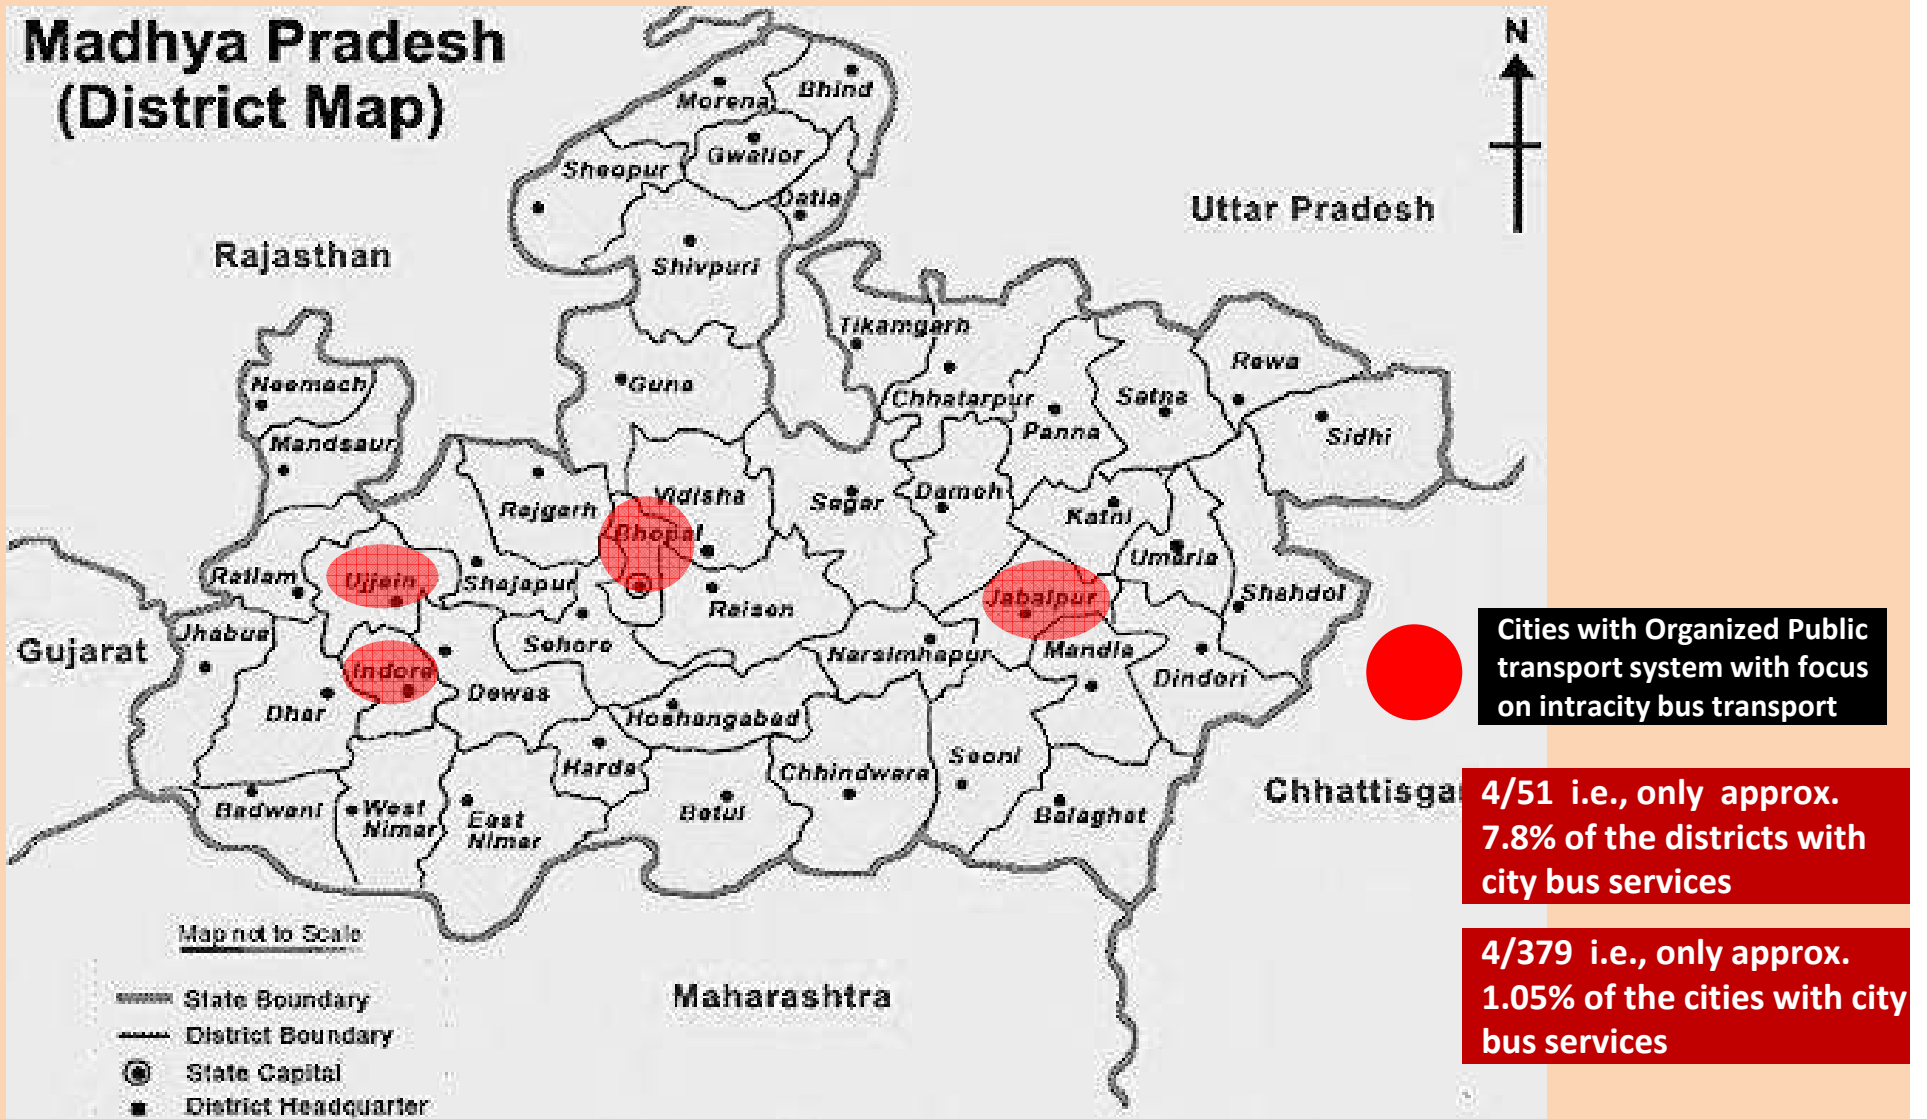 Madhya Pradesh
(District Map)
N
Morena
Bhind
Gwalior
Sheopur
Datia
Uttar Pradesh
Rajasthan
Shivpuri
Tikamgarh
Rewa
Neemach
Guna
Chhatarpur
Satna
Panna
Sidhi
Mandsaur
Vidisha
Rajgarh
Sagar
Damoh
Katni
Bhopal
Umaria
Ratlam
Ujjain
Shajapur
Raisen
Jabalpur
Shahdol
Jhabua
Sehore
Gujarat
Narsimhapur
Mandla
Indore
Dewas
Dindori
Dhar
Hoshangabad
Harda
Chhindwara
Seoni
Badwani
West
Nimar
East
Nimar
Betul
Balaghat
Chhattisga
Maharashtra
Cities with Organized Public
transport system with focus
on intracity bus transport
4/51 i.e., only approx.
7.8% of the districts with
city bus services
4/379 i.e., only approx.
1.05% of the cities with city
bus services
Map not to Scale
State Boundary
District Boundary
State Capital
District Headquarter